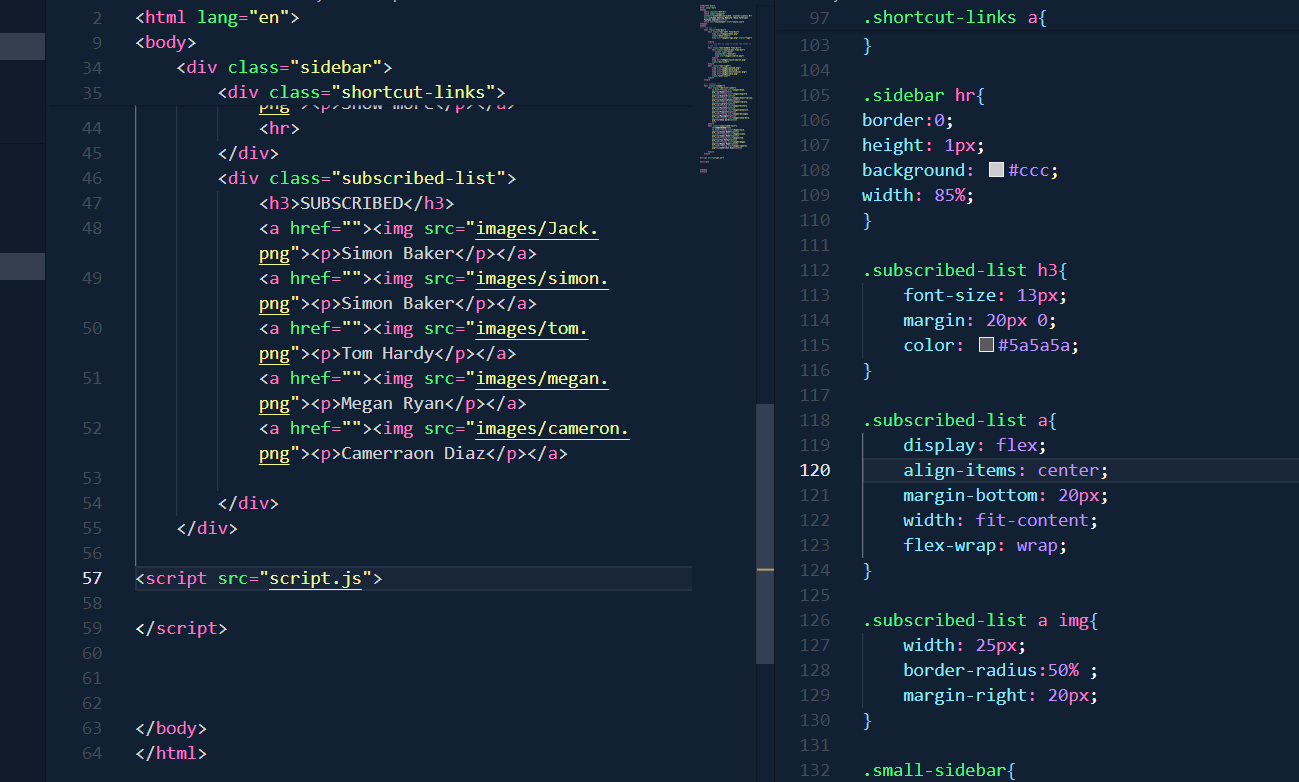 2 <html lang="en">
9 <body>
34 <div class="sidebar">
35 <div class="shortcut-links">
png"><p>Show more</p></a>
44 <hr>
45 </div>
46 <div class="subscribed-list">
47 <h3>SUBSCRIBED</h3>
48 <a href=""><img src="images/Jack.
png"><p>Simon Baker</p></a>
49 <a href=""><img src="images/simon.
png"><p>Simon Baker</p></a>
50 <a href=""><img src="images/tom.
png"><p>Tom Hardy</p></a>
51 <a href=""><img src="images/megan.
png"><p>Megan Ryan</p></a>
52 <a href=""><img src="images/cameron.
png"><p>Camerraon Diaz</p></a>
53
54 </div>
55 </div>
56
57 <script src="script.js">
58
59 </script>
60
61
62
63 </body>
64 </html>
97 .shortcut-links a{
103 }
104
105 .sidebar hr{
106 border:0;
107 height: 1px;
108 background: #ccc;
109 width: 85%;
110 }
111
112 .subscribed-list h3{
113 font-size: 13px;
114 margin: 20px 0;
115 color: #5a5a5a;
116 }
117
118 .subscribed-list a{
119 display: flex;
120 align-items: center;
121 margin-bottom: 20px;
122 width: fit-content;
123 flex-wrap: wrap;
124 }
125
126 .subscribed-list a img{
127 width: 25px;
128 border-radius:50% ;
129 margin-right: 20px;
130 }
131
132 .small-sidebar{